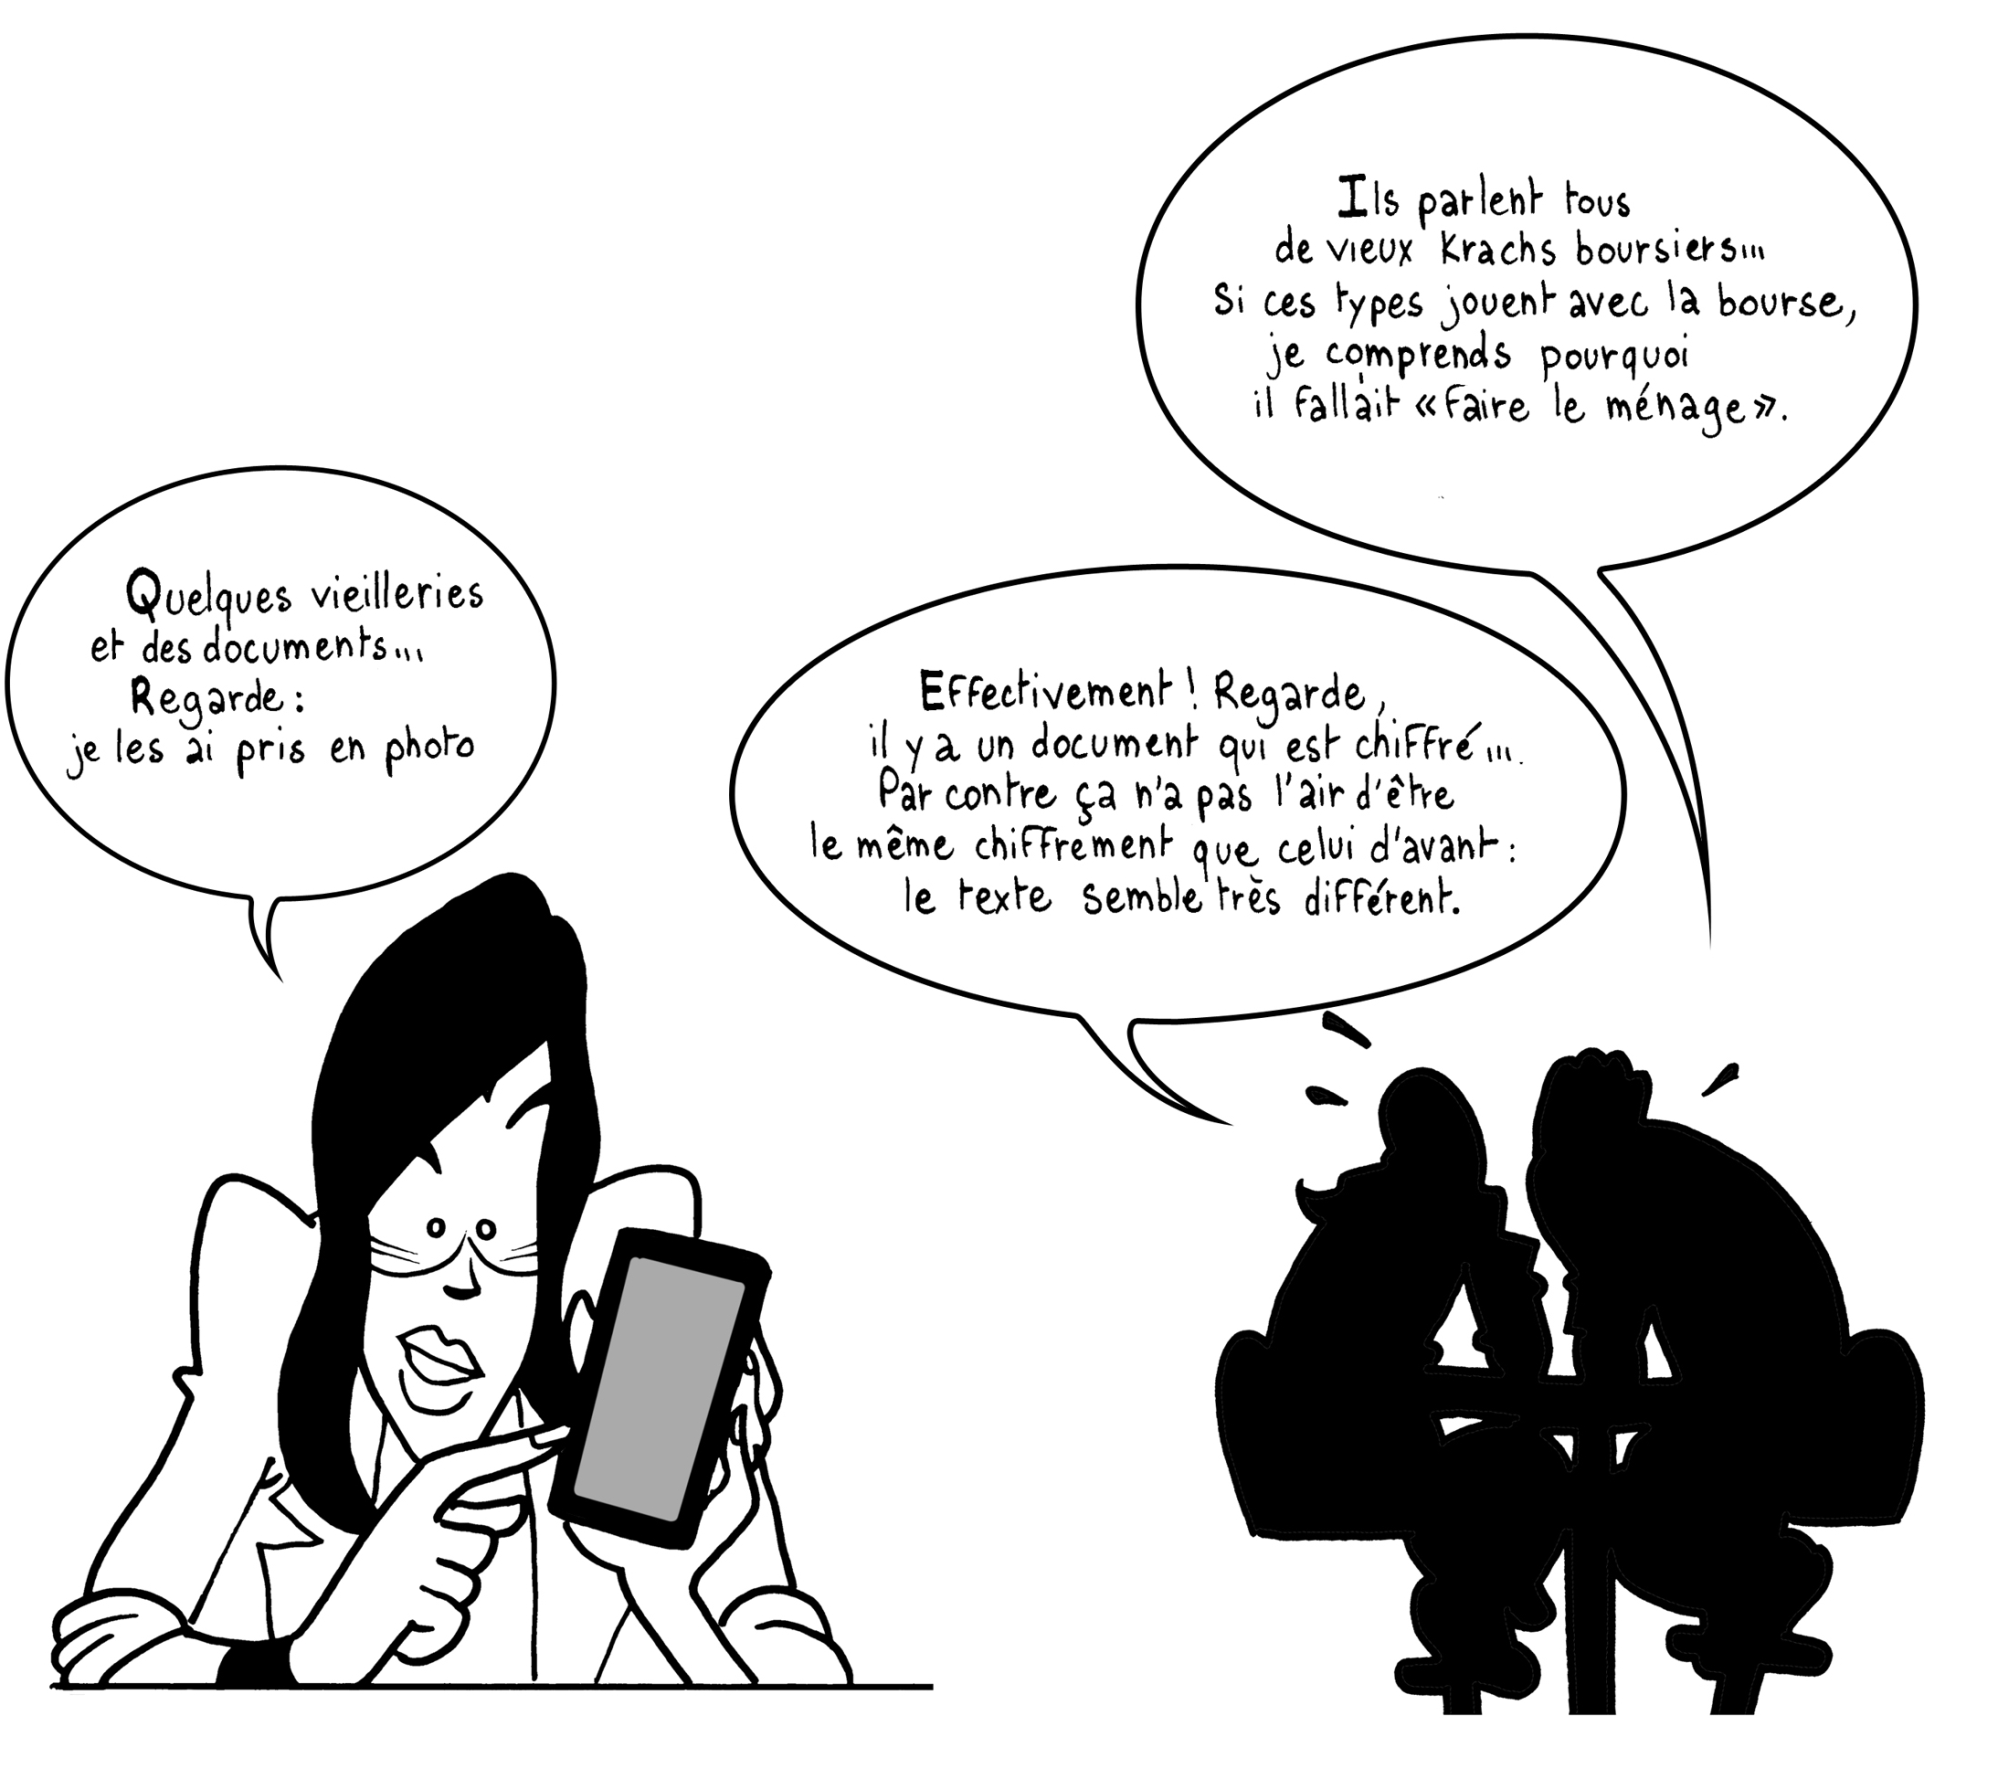 Quelques vieilleries
et des documents...
Regarde :
je les ai pris en photo
Ils parlent tous
de vieux krachs boursiers...
Si ces types jouent avec la bourse,
je comprends pourquoi
il fallait « faire le ménage ».
Effectivement ! Regarde,
il y a un document qui est chiffré...
Par contre ça n'a pas l'air d'être
le même chiffrement que celui d'avant :
le texte semble très différent.